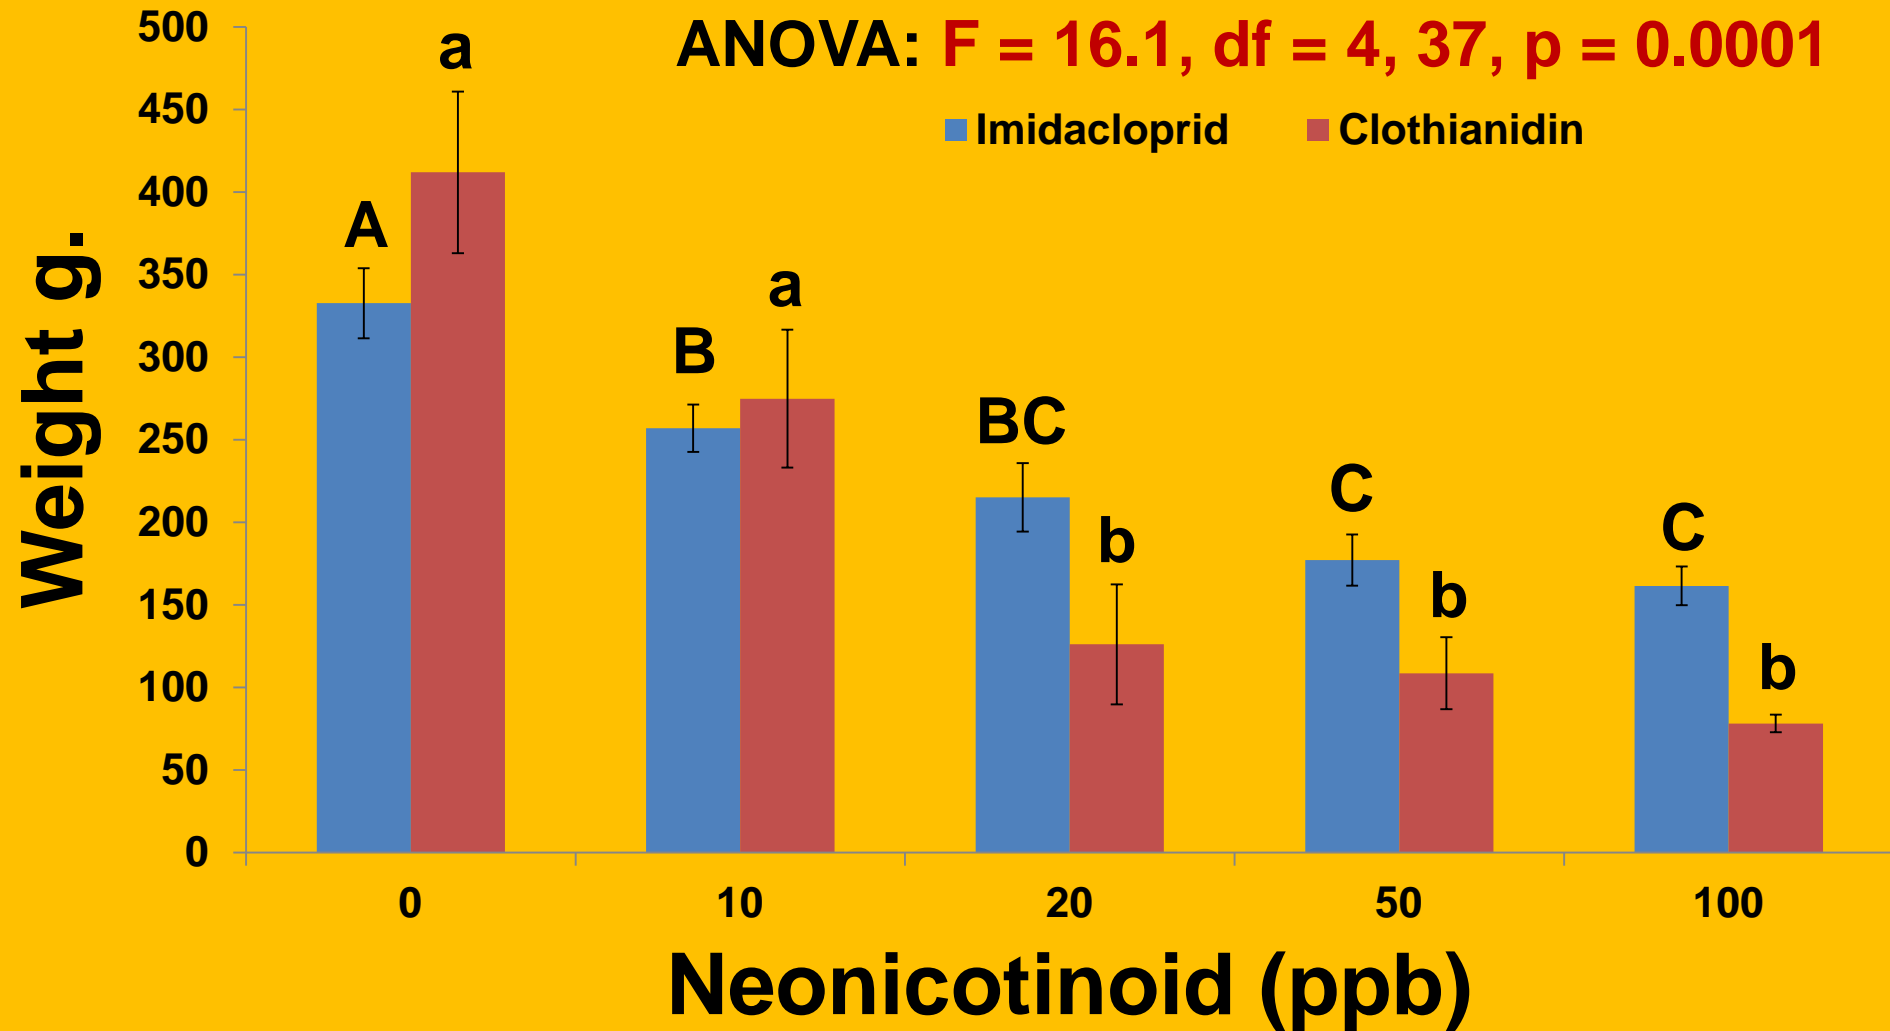 ANOVA: F = 16.1, df = 4, 37, p = 0.0001
Imidacloprid Clothianidin
Weight g.
500
450
400
350
300
250
200
150
100
50
0
A
a
B
a
BC
b
C
b
C
b
0 10 20 50 100
Neonicotinoid (ppb)